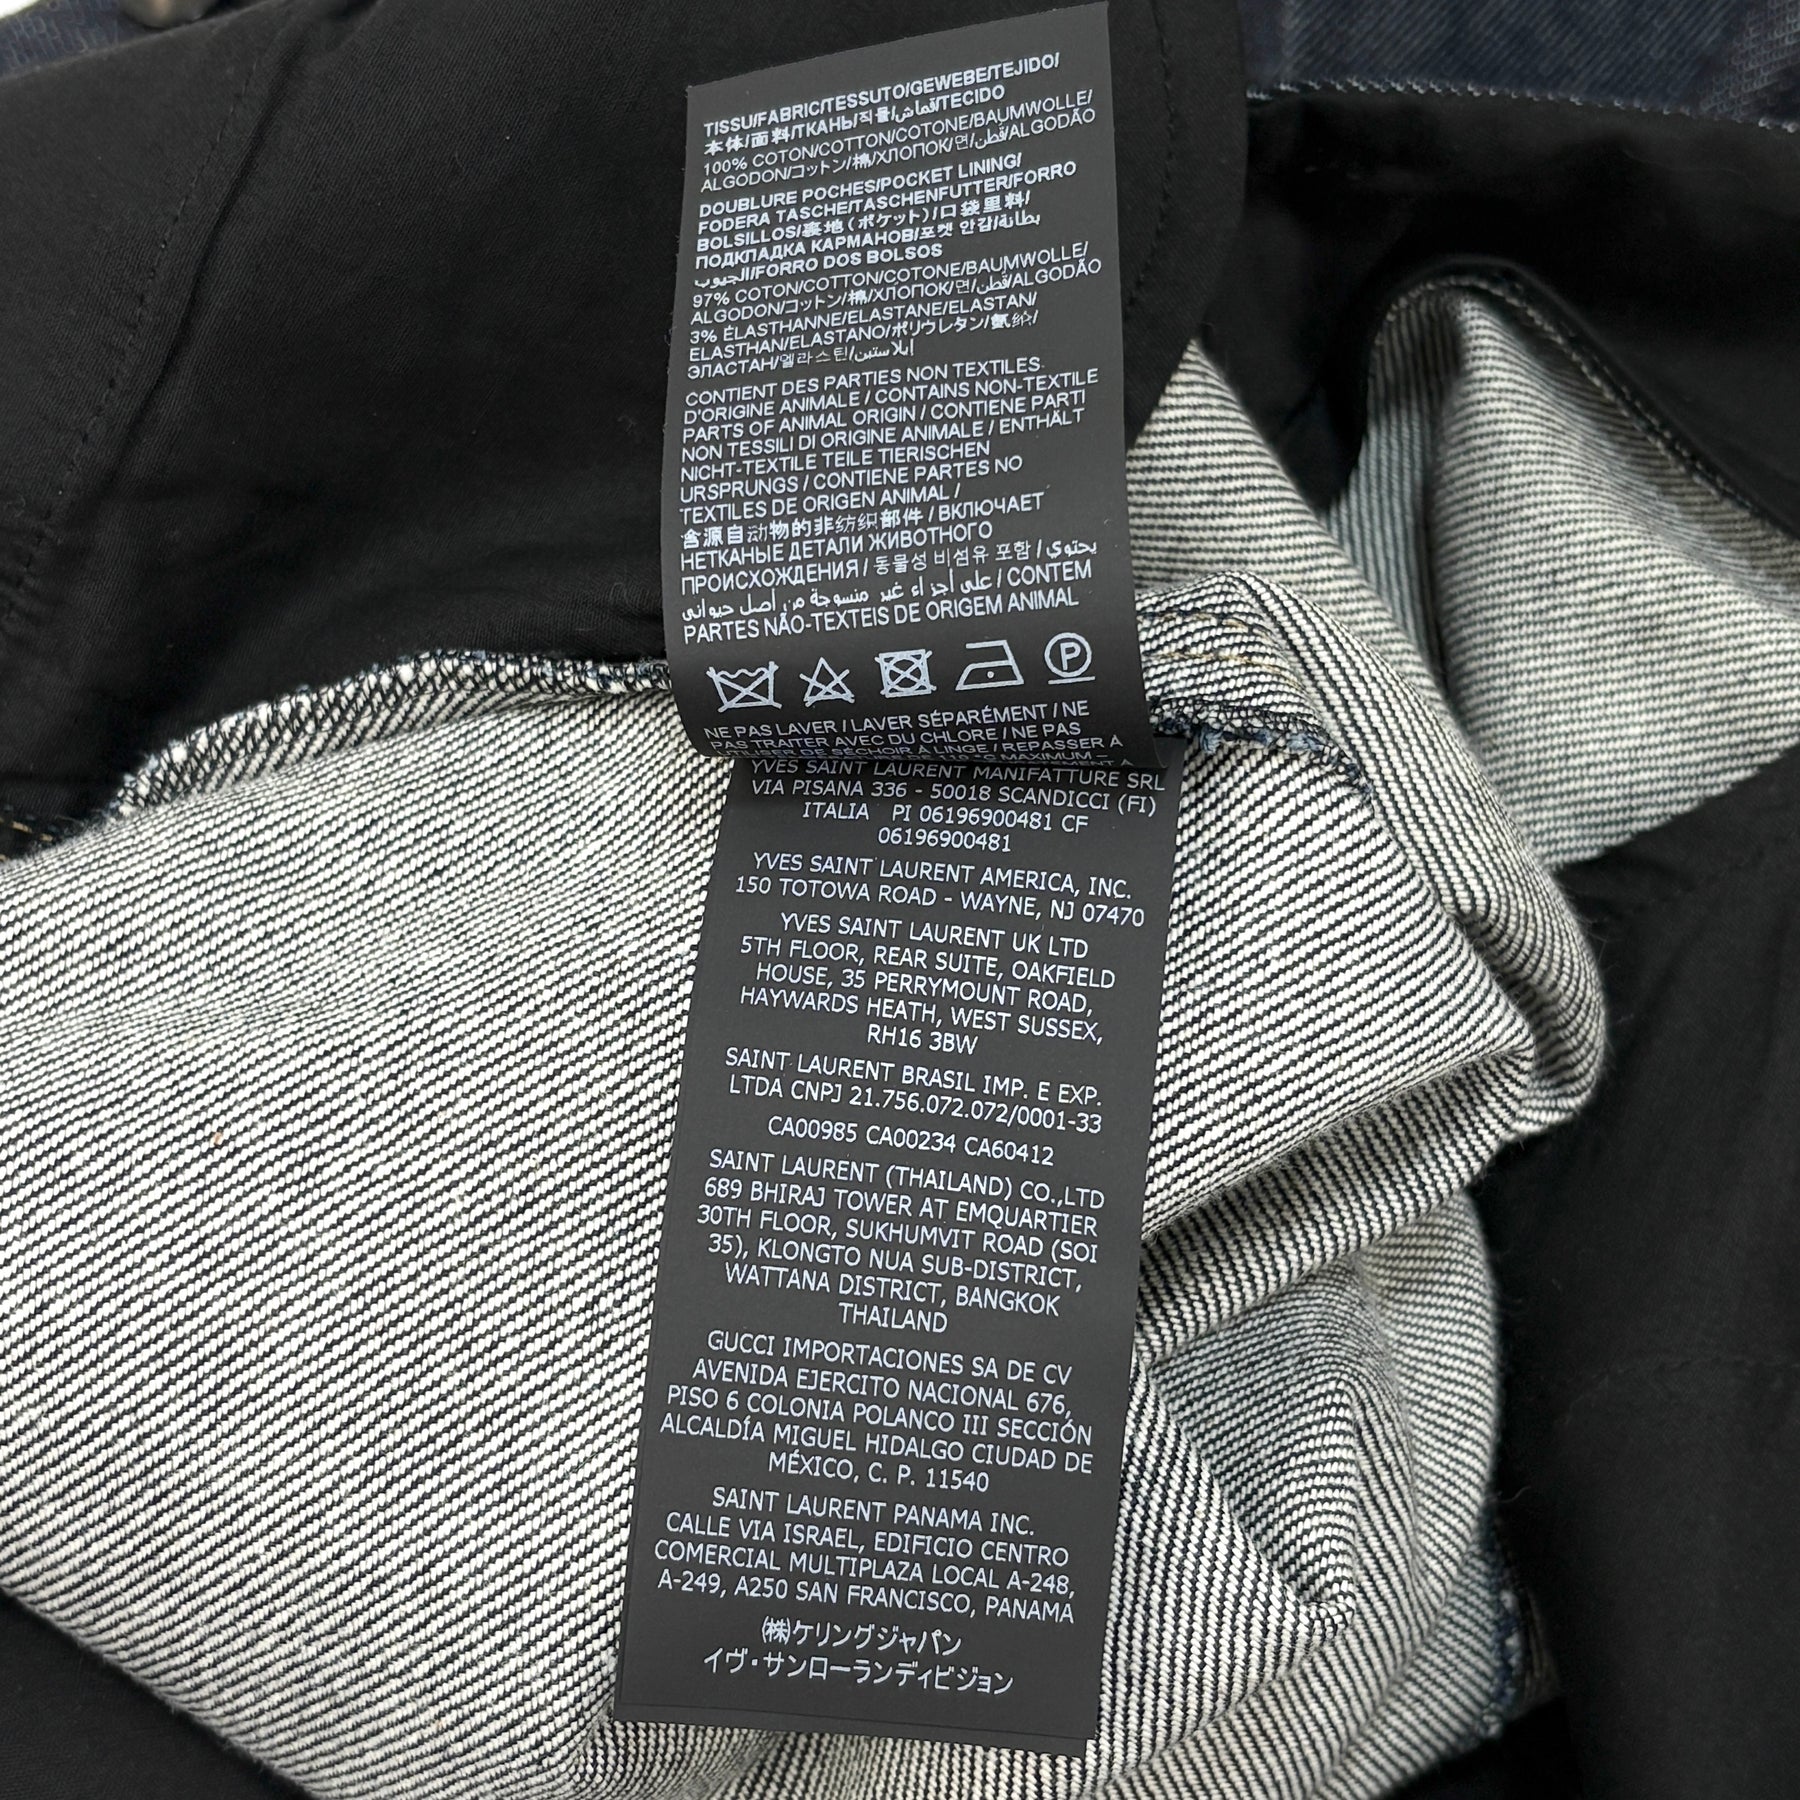 TISSU/FABRIC/TESSUTO/GEWEBE/TEJIDO/
本体/面料/ТКАНЬ/직물/قماش/TECIDO
100% COTON/COTTON/COTONE/BAUMWOLLE/
ALGODON/コットン/棉/ХЛОПОК/면/قطن/ALGODÃO
DOUBLURE POCHES/POCKET LINING/
FODERA TASCHE/TASCHENFUTTER/FORRO
BOLSILLOS/裏地(ポケット)/口袋里料/
ПОДКЛАДКА КАРМАНОВ/포켓 안감/بطانة
الجيوب/FORRO DOS BOLSOS
97% COTON/COTTON/COTONE/BAUMWOLLE/
ALGODON/コットン/棉/ХЛОПОК/면/قطن/ALGODÃO
3% ÉLASTHANNE/ELASTANE/ELASTAN/
ELASTHAN/ELASTANO/ポリウレタン/氨纶/
ЭЛАСТАН/엘라스틴/إيلاستين
CONTIENT DES PARTIES NON TEXTILES
D'ORIGINE ANIMALE / CONTAINS NON-TEXTILE
PARTS OF ANIMAL ORIGIN / CONTIENE PARTI
NON TESSILI DI ORIGINE ANIMALE / ENTHÄLT
NICHT-TEXTILE TEILE TIERISCHEN
URSPRUNGS / CONTIENE PARTES NO
TEXTILES DE ORIGEN ANIMAL /
含源自动物的非纺织部件 / ВКЛЮЧАЕТ
НЕТКАНЫЕ ДЕТАЛИ ЖИВОТНОГО
ПРОИСХОЖДЕНИЯ / 동물성 비섬유 포함 / يحتوي
على أجزاء غير منسوجة من أصل حيواني / CONTEM
PARTES NÃO-TEXTEIS DE ORIGEM ANIMAL
P
NE PAS LAVER / LAVER SÉPARÉMENT / NE
PAS TRAITER AVEC DU CHLORE / NE PAS
UTILISER DE SÉCHOIR À LINGE / REPASSER À
YVES SAINT LAURENT MANIFATTURE SRL
VIA PISANA 336 - 50018 SCANDICCI (FI)
ITALIA PI 06196900481 CF
06196900481
YVES SAINT LAURENT AMERICA, INC.
150 TOTOWA ROAD - WAYNE, NJ 07470
YVES SAINT LAURENT UK LTD
5TH FLOOR, REAR SUITE, OAKFIELD
HOUSE, 35 PERRYMOUNT ROAD,
HAYWARDS HEATH, WEST SUSSEX,
RH16 3BW
SAINT LAURENT BRASIL IMP. E EXP.
LTDA CNPJ 21.756.072.072/0001-33
CA00985 CA00234 CA60412
SAINT LAURENT (THAILAND) CO.,LTD
689 BHIRAJ TOWER AT EMQUARTIER
30TH FLOOR, SUKHUMVIT ROAD (SOI
35), KLONGTO NUA SUB-DISTRICT,
WATTANA DISTRICT, BANGKOK
THAILAND
GUCCI IMPORTACIONES SA DE CV
AVENIDA EJERCITO NACIONAL 676,
PISO 6 COLONIA POLANCO III SECCIÓN
ALCALDÍA MIGUEL HIDALGO CIUDAD DE
MÉXICO, C. P. 11540
SAINT LAURENT PANAMA INC.
CALLE VIA ISRAEL, EDIFICIO CENTRO
COMERCIAL MULTIPLAZA LOCAL A-248,
A-249, A250 SAN FRANCISCO, PANAMA
(株)ケリングジャパン
イヴ・サンローランディビジョン